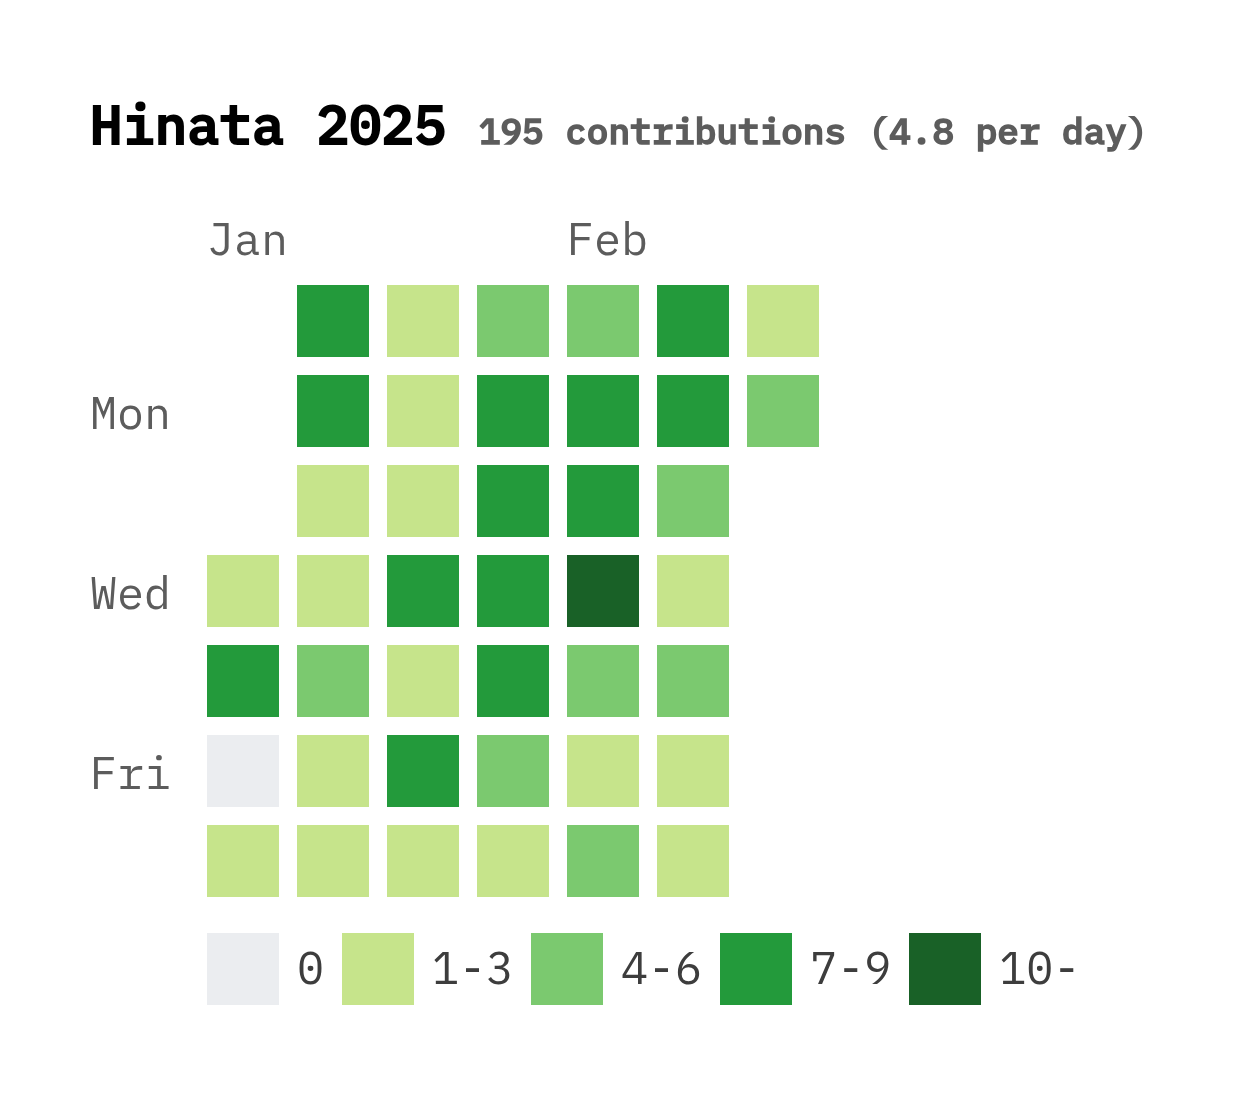 Hinata 2025 195 contributions (4.8 per day)
Jan Feb
Mon
Wed
Fri
0 1-3 4-6 7-9 10-